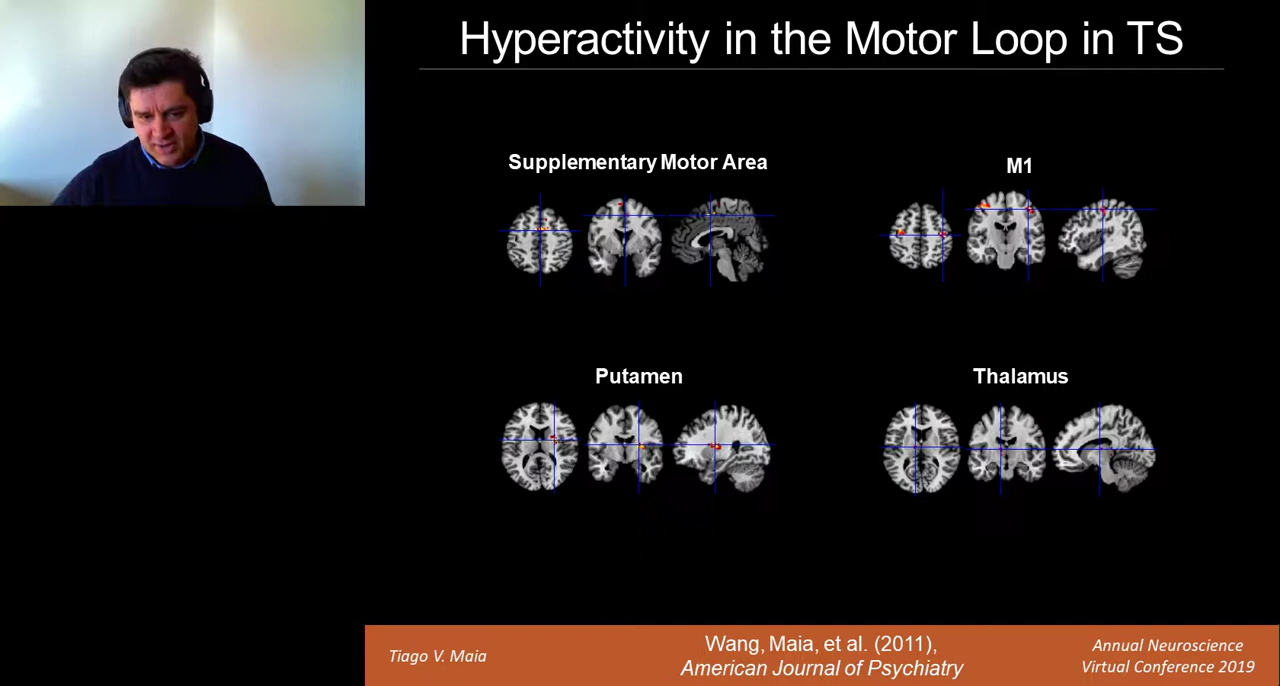 Hyperactivity in the Motor Loop in TS
Supplementary Motor Area
M1
Putamen
Thalamus
Tiago V. Maia
Wang, Maia, et al. (2011),
American Journal of Psychiatry
Annual Neuroscience
Virtual Conference 2019